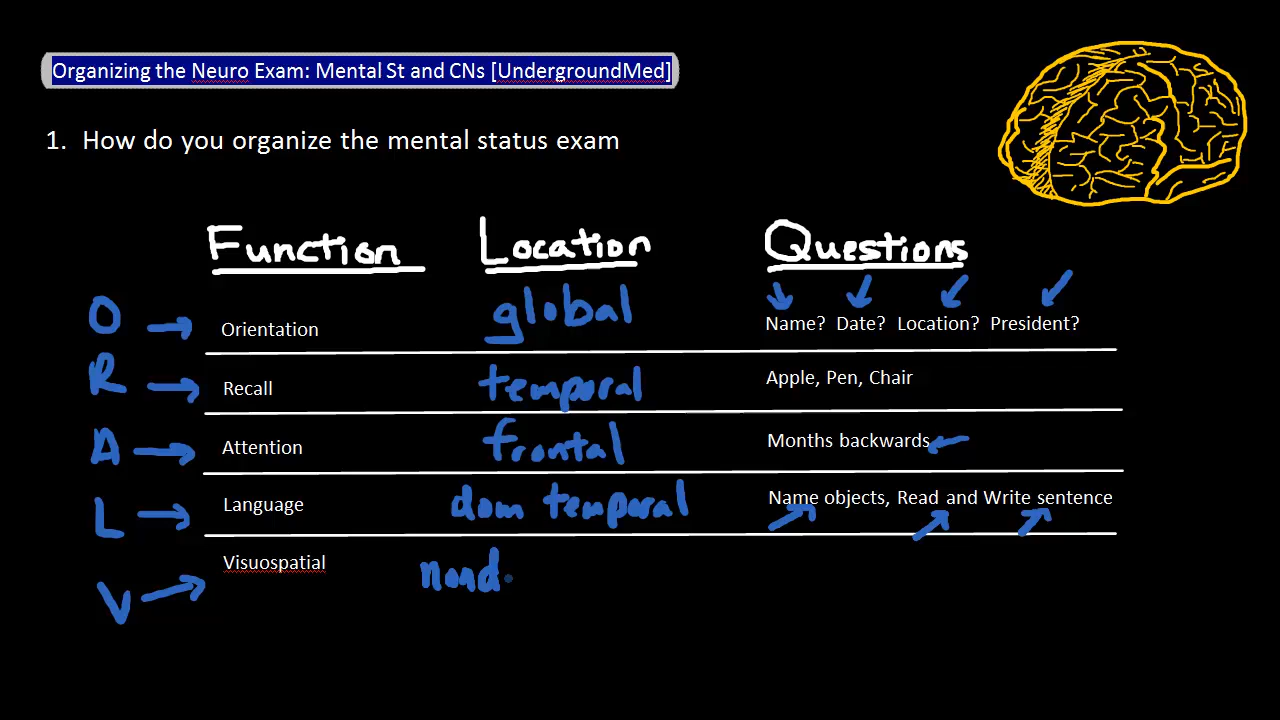 Organizing the Neuro Exam: Mental St and CNs [UndergroundMed]
1. How do you organize the mental status exam
Function Location Questions
O Orientation global Name? Date? Location? President?
R Recall temporal Apple, Pen, Chair
A Attention frontal Months backwards
L Language dom temporal Name objects, Read and Write sentence
V Visuospatial nond